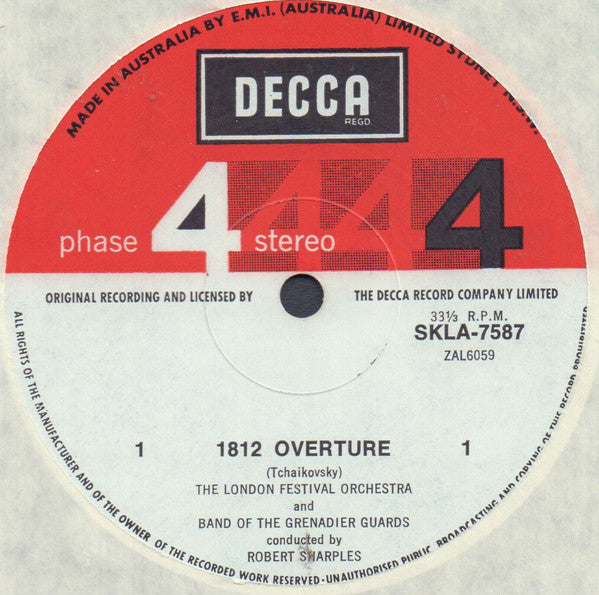 MADE IN AUSTRALIA BY E.M.I. (AUSTRALIA) LIMITED SYDNEY N.S.W.
DECCA
REGD.
phase 4 stereo 4 4 4
ORIGINAL RECORDING AND LICENSED BY THE DECCA RECORD COMPANY LIMITED
33⅓ R.P.M.
SKLA-7587
ZAL6059
1 1812 OVERTURE 1
(Tchaikovsky)
THE LONDON FESTIVAL ORCHESTRA
and
BAND OF THE GRENADIER GUARDS
conducted by
ROBERT SHARPLES
ALL RIGHTS OF THE MANUFACTURER AND OF THE OWNER OF THE RECORDED WORK RESERVED-UNAUTHORISED PUBLIC BROADCASTING AND COPYING OF THIS RECORD PROHIBITED